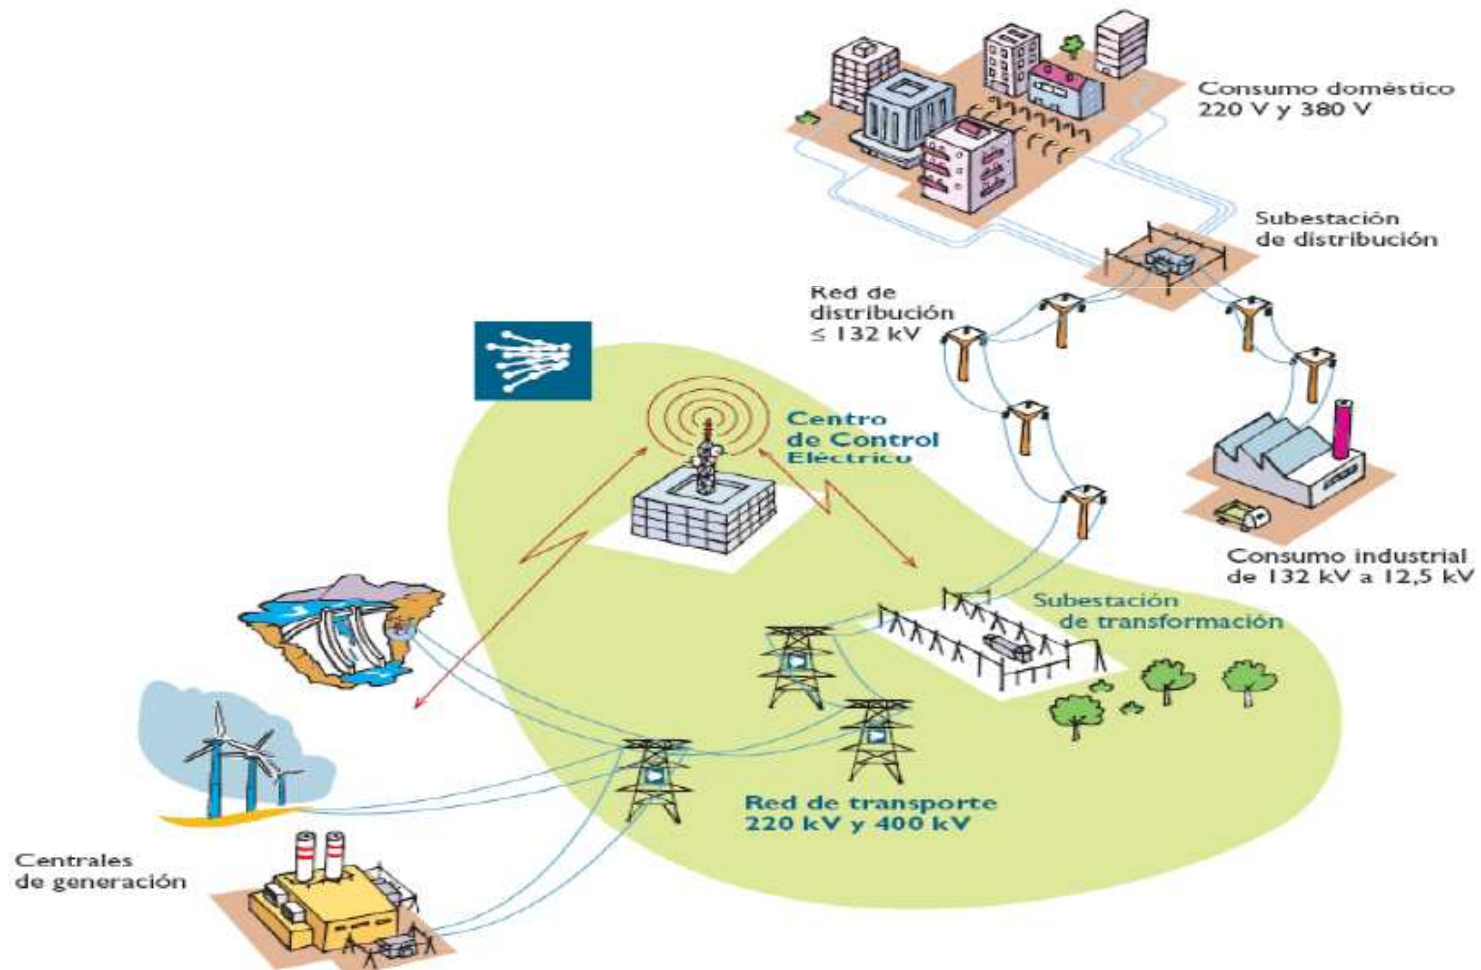 Consumo doméstico
220 V y 380 V
Subestación
de distribución
Red de
distribución
≤ 132 kV
Centro
de Control
Eléctrico
Consumo industrial
de 132 kV a 12,5 kV
Subestación
de transformación
Red de transporte
220 kV y 400 kV
Centrales
de generación